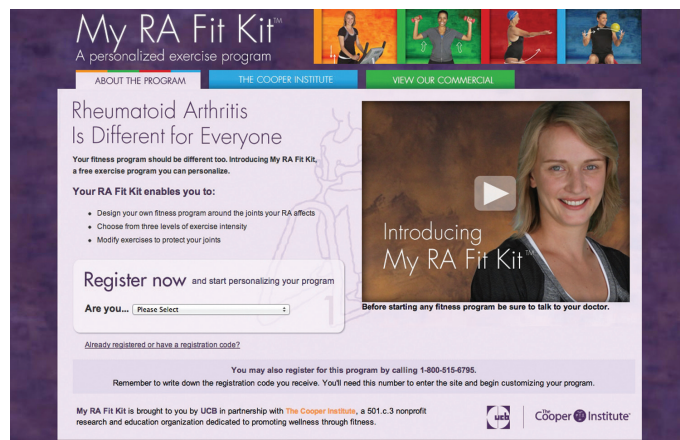 My RA Fit Kit™
A personalized exercise program
ABOUT THE PROGRAM
THE COOPER INSTITUTE
VIEW OUR COMMERCIAL
Rheumatoid Arthritis
Is Different for Everyone
Your fitness program should be different too. Introducing My RA Fit Kit,
a free exercise program you can personalize.
Your RA Fit Kit enables you to:
• Design your own fitness program around the joints your RA affects
• Choose from three levels of exercise intensity
• Modify exercises to protect your joints
Introducing
My RA Fit Kit™
Before starting any fitness program be sure to talk to your doctor.
Register now and start personalizing your program
Are you... Please Select
1
Already registered or have a registration code?
You may also register for this program by calling 1-800-515-6795.
Remember to write down the registration code you receive. You'll need this number to enter the site and begin customizing your program.
My RA Fit Kit is brought to you by UCB in partnership with The Cooper Institute, a 501.c.3 nonprofit
research and education organization dedicated to promoting wellness through fitness.
ucb
The Cooper Institute